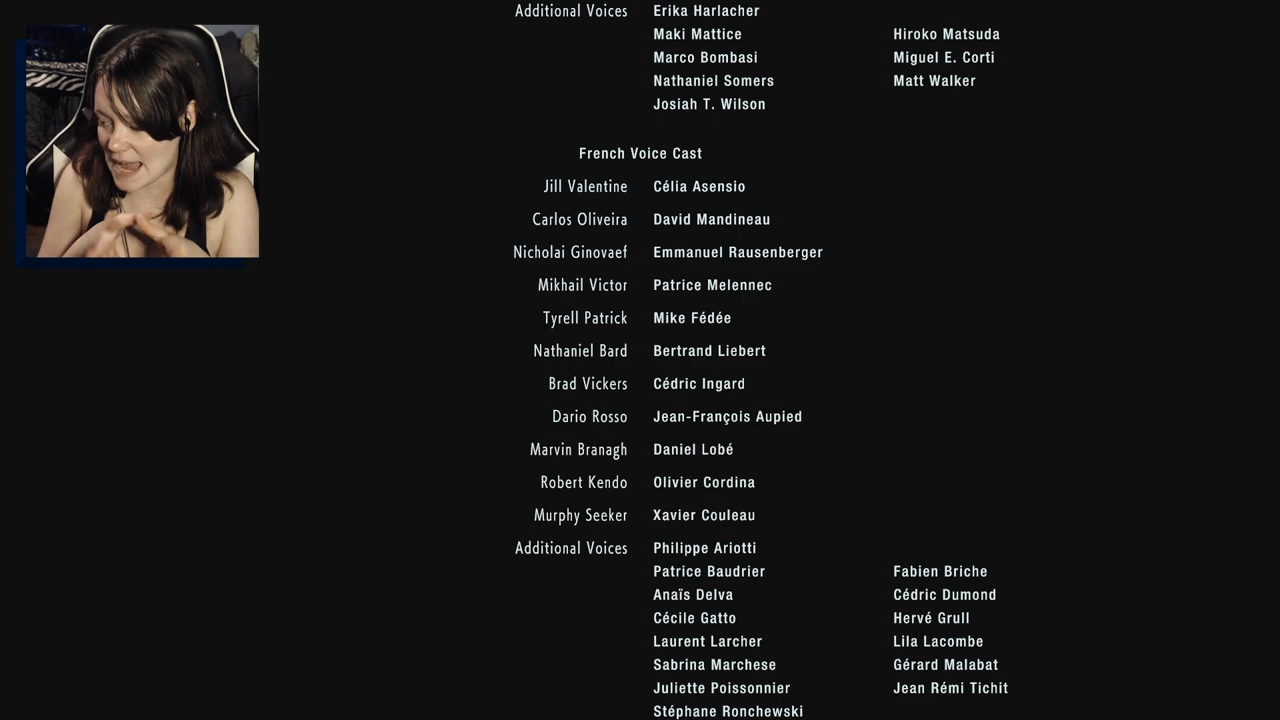 Additional Voices Erika Harlacher
Maki Mattice Hiroko Matsuda
Marco Bombasi Miguel E. Corti
Nathaniel Somers Matt Walker
Josiah T. Wilson
French Voice Cast
Jill Valentine Célia Asensio
Carlos Oliveira David Mandineau
Nicholai Ginovaef Emmanuel Rausenberger
Mikhail Victor Patrice Melennec
Tyrell Patrick Mike Fédée
Nathaniel Bard Bertrand Liebert
Brad Vickers Cédric Ingard
Dario Rosso Jean-François Aupied
Marvin Branagh Daniel Lobé
Robert Kendo Olivier Cordina
Murphy Seeker Xavier Couleau
Additional Voices Philippe Ariotti
Patrice Baudrier Fabien Briche
Anaïs Delva Cédric Dumond
Cécile Gatto Hervé Grull
Laurent Larcher Lila Lacombe
Sabrina Marchese Gérard Malabat
Juliette Poissonnier Jean Rémi Tichit
Stéphane Ronchewski